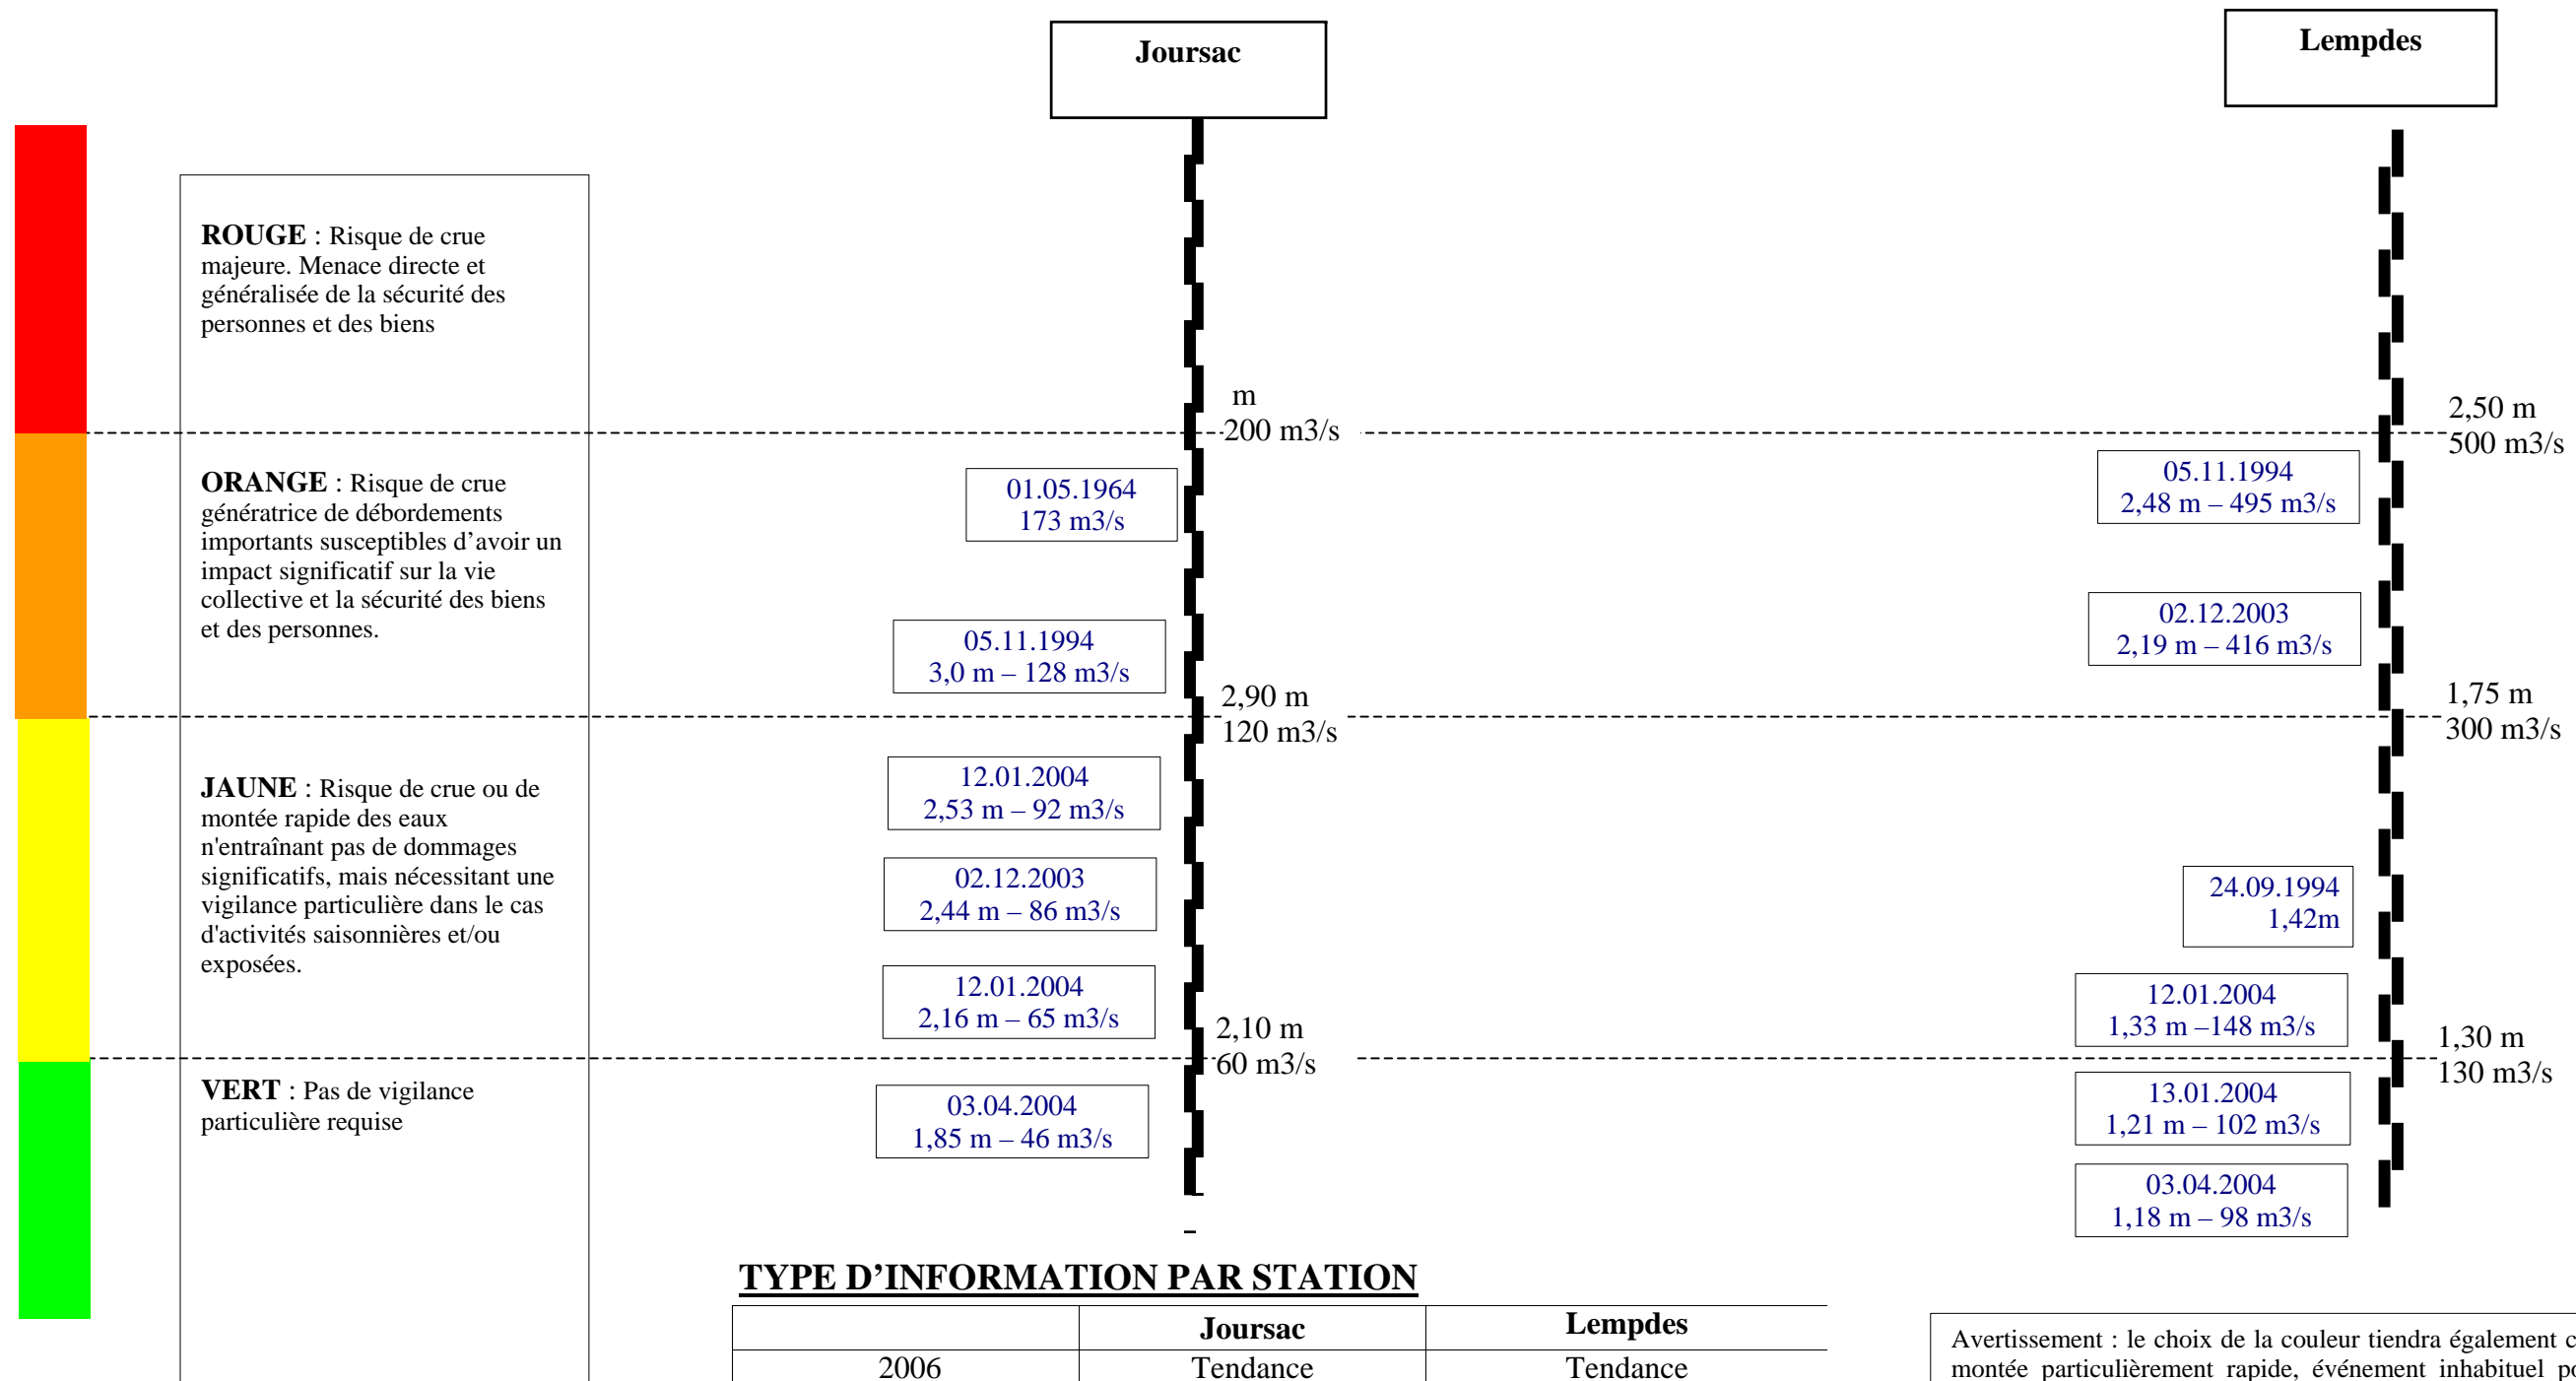 Joursac
Lempdes
ROUGE : Risque de crue
majeure. Menace directe et
généralisée de la sécurité des
personnes et des biens
m
200 m3/s
2,50 m
500 m3/s
ORANGE : Risque de crue
génératrice de débordements
importants susceptibles d’avoir un
impact significatif sur la vie
collective et la sécurité des biens
et des personnes.
01.05.1964
173 m3/s
05.11.1994
2,48 m – 495 m3/s
05.11.1994
3,0 m – 128 m3/s
02.12.2003
2,19 m – 416 m3/s
2,90 m
120 m3/s
1,75 m
300 m3/s
JAUNE : Risque de crue ou de
montée rapide des eaux
n'entraînant pas de dommages
significatifs, mais nécessitant une
vigilance particulière dans le cas
d'activités saisonnières et/ou
exposées.
12.01.2004
2,53 m – 92 m3/s
02.12.2003
2,44 m – 86 m3/s
24.09.1994
1,42m
12.01.2004
2,16 m – 65 m3/s
12.01.2004
1,33 m –148 m3/s
2,10 m
60 m3/s
1,30 m
130 m3/s
VERT : Pas de vigilance
particulière requise
03.04.2004
1,85 m – 46 m3/s
13.01.2004
1,21 m – 102 m3/s
03.04.2004
1,18 m – 98 m3/s
TYPE D’INFORMATION PAR STATION
Joursac Lempdes
2006 Tendance Tendance
Avertissement : le choix de la couleur tiendra également
montée particulièrement rapide, événement inhabituel